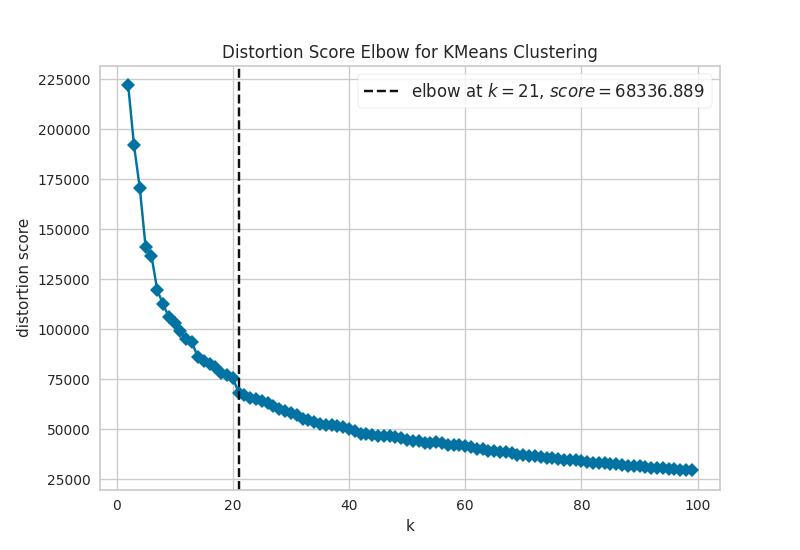 Distortion Score Elbow for KMeans Clustering
elbow at k = 21, score = 68336.889
distortion score
225000
200000
175000
150000
125000
100000
75000
50000
25000
0 20 40 60 80 100
k